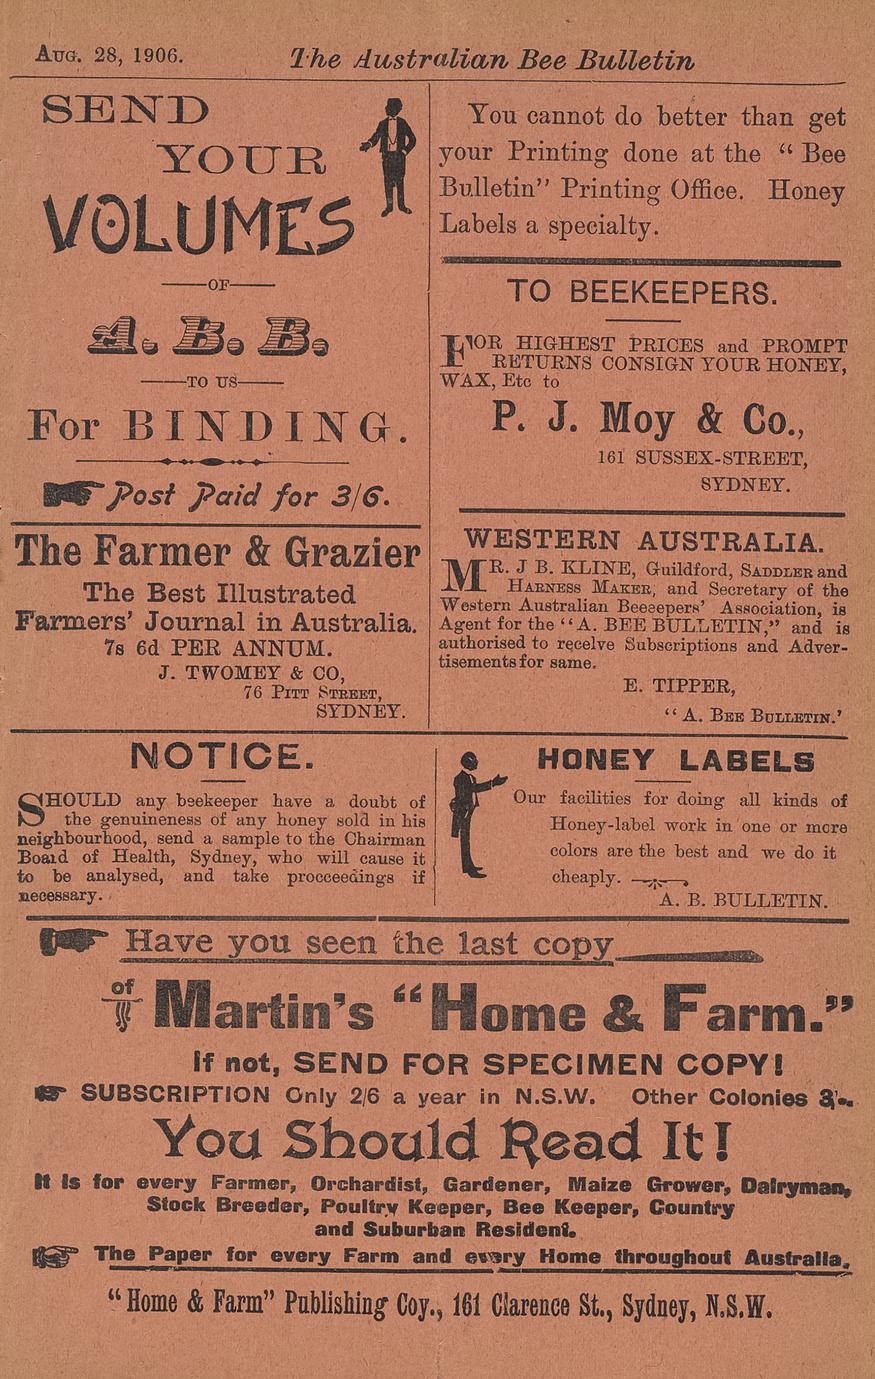 Aug. 28, 1906. The Australian Bee Bulletin
SEND
YOUR
VOLUMES
OF
A. B. B.
TO US
For BINDING.
Post Paid for 3/6.
The Farmer & Grazier
The Best Illustrated
Farmers' Journal in Australia.
7s 6d PER ANNUM.
J. TWOMEY & CO,
76 Pitt Street,
SYDNEY.
You cannot do better than get
your Printing done at the “ Bee
Bulletin” Printing Office. Honey
Labels a specialty.
TO BEEKEEPERS.
FOR HIGHEST PRICES and PROMPT
RETURNS CONSIGN YOUR HONEY,
WAX, Etc to
P. J. Moy & Co.,
161 SUSSEX-STREET,
SYDNEY.
WESTERN AUSTRALIA.
MR. J B. KLINE, Guildford, Saddler and
Harness Maker, and Secretary of the
Western Australian Beeeepers' Association, is
Agent for the “A. BEE BULLETIN,” and is
authorised to receive Subscriptions and Adver-
tisements for same.
E. TIPPER,
“ A. Bee Bulletin.'
NOTICE.
SHOULD any beekeeper have a doubt of
the genuineness of any honey sold in his
neighbourhood, send a sample to the Chairman
Board of Health, Sydney, who will cause it
to be analysed, and take procceedings if
necessary.
HONEY LABELS
Our facilities for doing all kinds of
Honey-label work in one or more
colors are the best and we do it
cheaply.
A. B. BULLETIN.
Have you seen the last copy
of Martin's “Home & Farm.”
If not, SEND FOR SPECIMEN COPY!
SUBSCRIPTION Only 2/6 a year in N.S.W. Other Colonies 3/-.
You Should Read It!
It is for every Farmer, Orchardist, Gardener, Maize Grower, Dairyman,
Stock Breeder, Poultry Keeper, Bee Keeper, Country
and Suburban Resident.
The Paper for every Farm and every Home throughout Australia.
“Home & Farm” Publishing Coy., 161 Clarence St., Sydney, N.S.W.